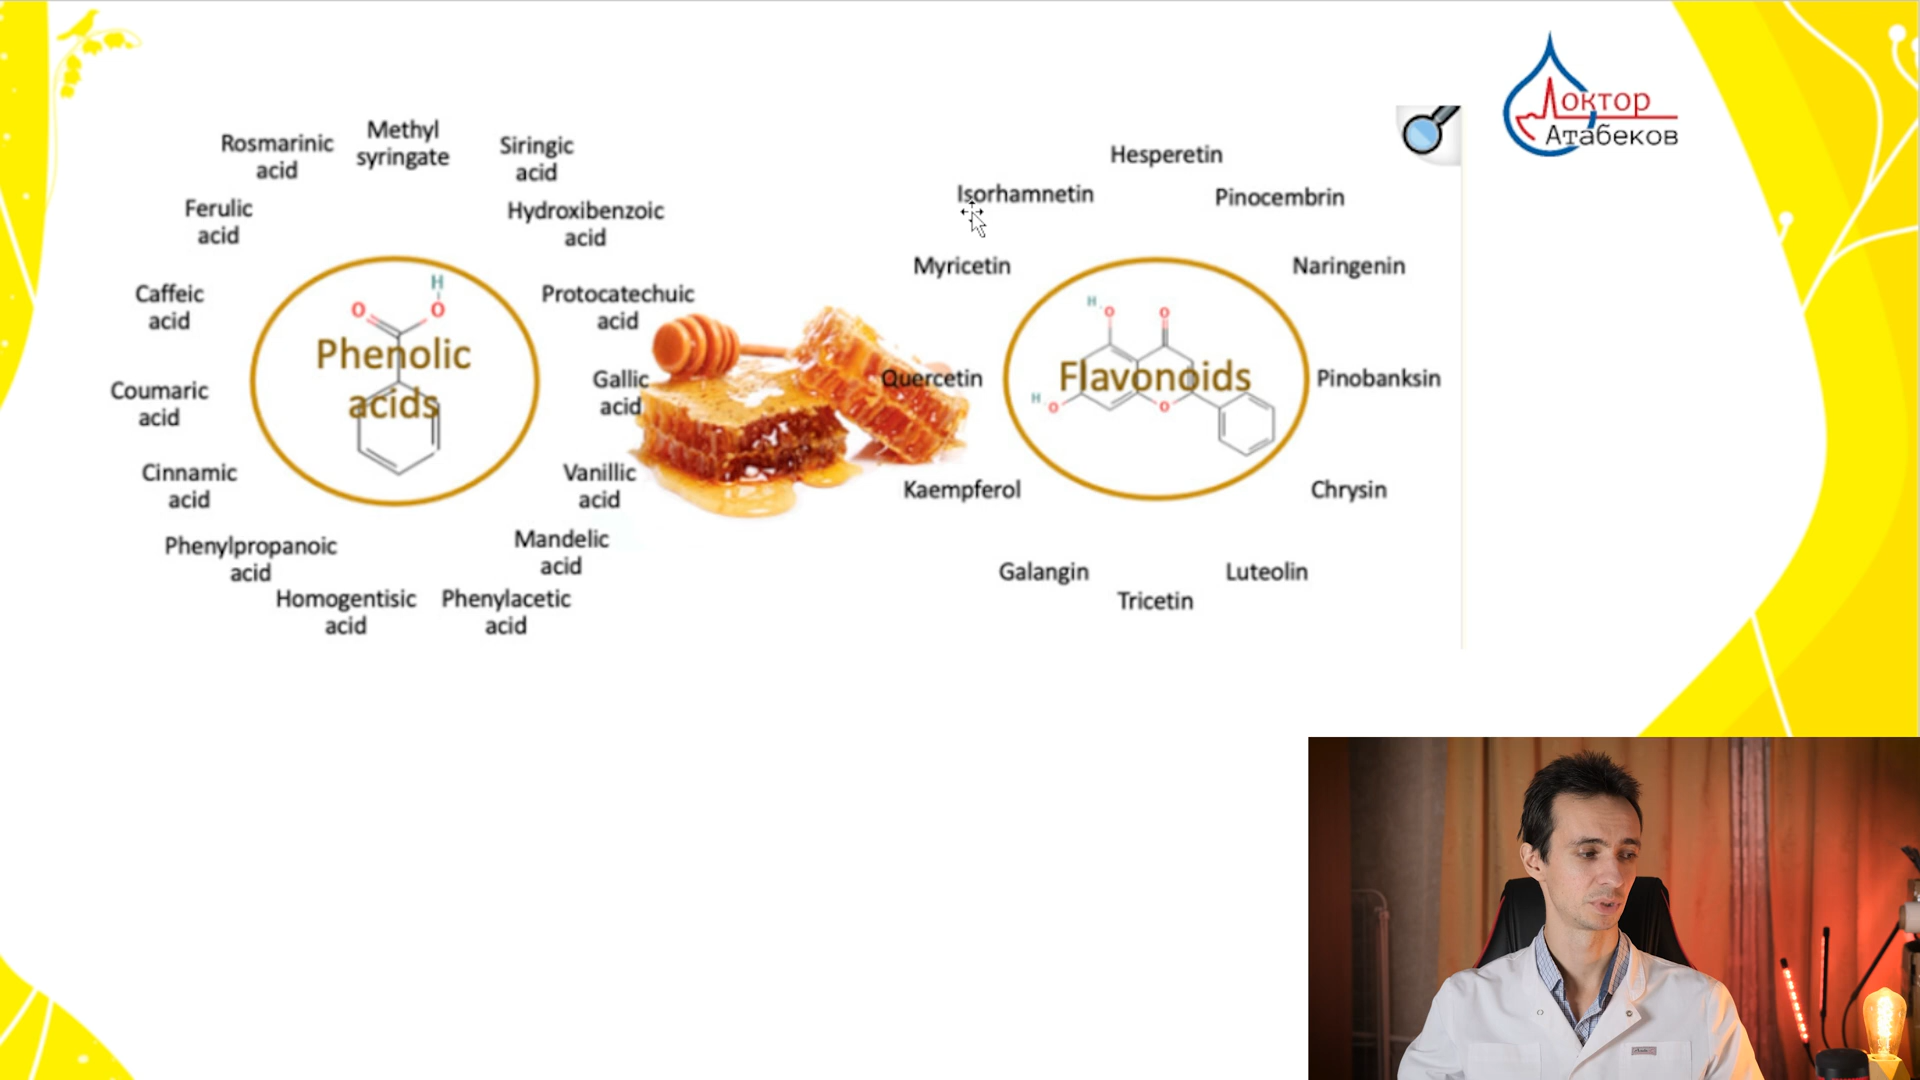 Доктор
Атабеков
Rosmarinic
acid
Methyl
syringate
Siringic
acid
Ferulic
acid
Hydroxibenzoic
acid
Caffeic
acid
Protocatechuic
acid
H
O
O
Phenolic
acids
Coumaric
acid
Gallic
acid
Cinnamic
acid
Vanillic
acid
Phenylpropanoic
acid
Mandelic
acid
Homogentisic
acid
Phenylacetic
acid
Hesperetin
Isorhamnetin
Pinocembrin
Myricetin
Naringenin
H
O
O
Quercetin
Flavonoids
Pinobanksin
H
O
O
Kaempferol
Chrysin
Galangin
Luteolin
Tricetin